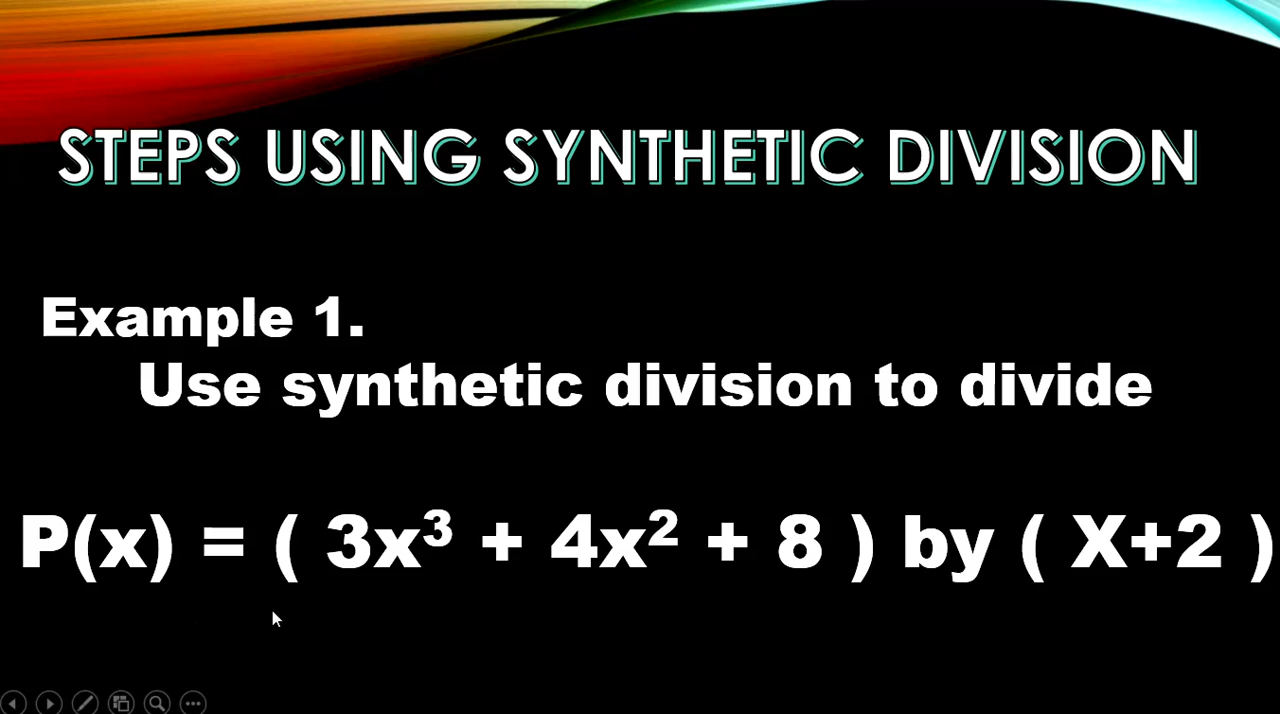 STEPS USING SYNTHETIC DIVISION
Example 1.
Use synthetic division to divide
P(x) = ( 3x³ + 4x² + 8 ) by ( X+2 )